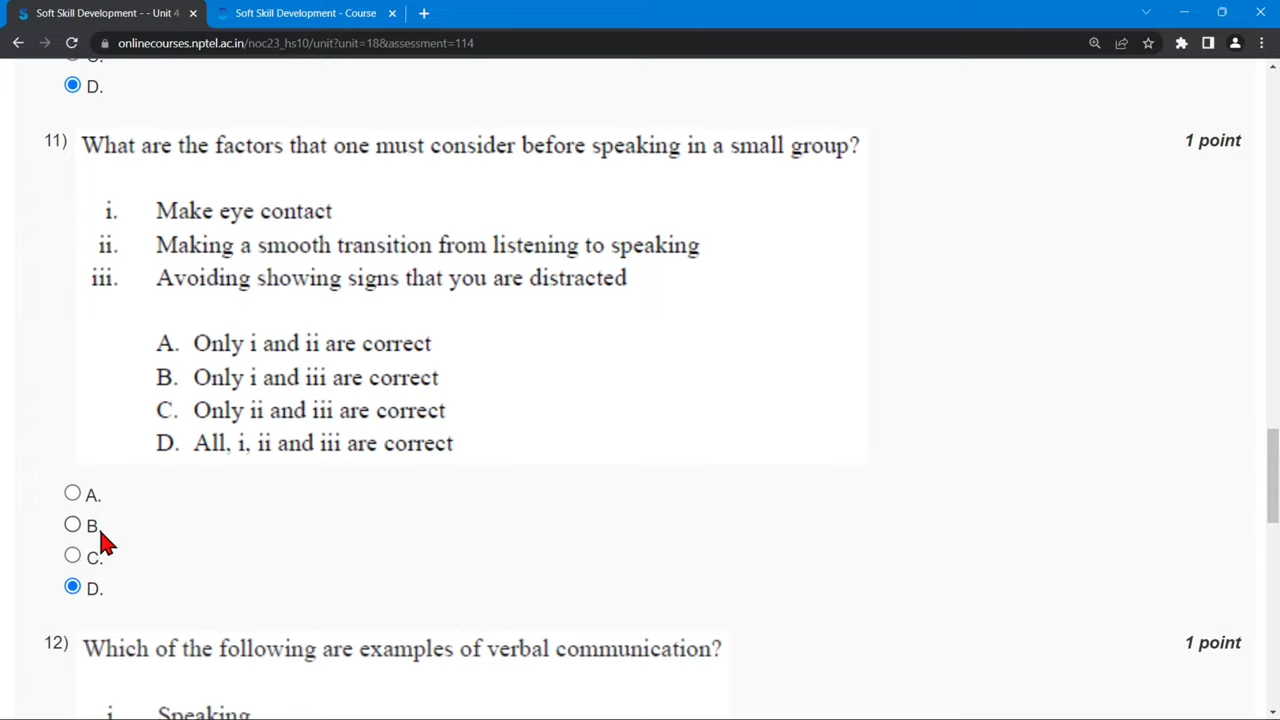 Soft Skill Development - - Unit 4
Soft Skill Development - Course
onlinecourses.nptel.ac.in/noc23_hs10/unit?unit=18&assessment=114
C.
D.
11) What are the factors that one must consider before speaking in a small group? 1 point
i. Make eye contact
ii. Making a smooth transition from listening to speaking
iii. Avoiding showing signs that you are distracted
A. Only i and ii are correct
B. Only i and iii are correct
C. Only ii and iii are correct
D. All, i, ii and iii are correct
A.
B.
C.
D.
12) Which of the following are examples of verbal communication? 1 point
i. Speaking